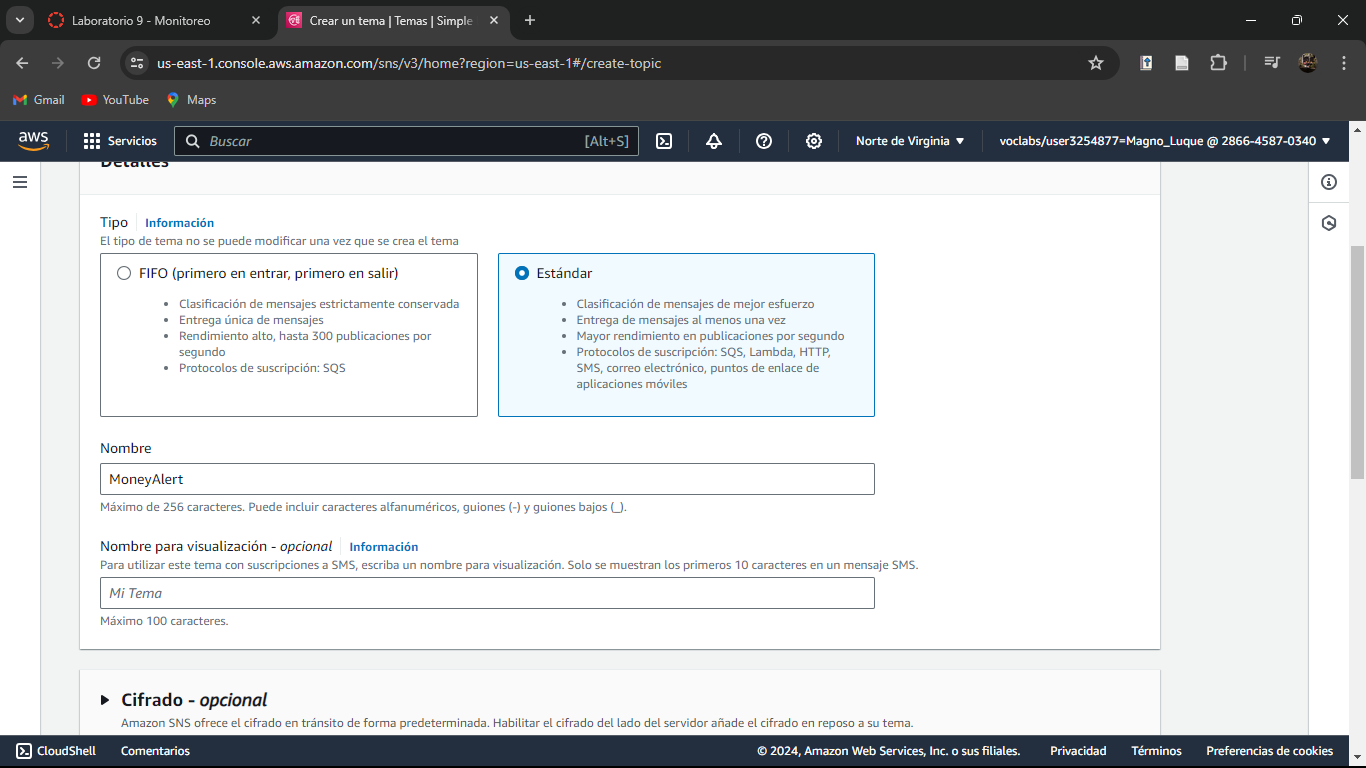 Laboratorio 9 - Monitoreo
Crear un tema | Temas | Simple
us-east-1.console.aws.amazon.com/sns/v3/home?region=us-east-1#/create-topic
Gmail
YouTube
Maps
aws
Servicios
Buscar
[Alt+S]
Norte de Virginia
voclabs/user3254877=Magno_Luque @ 2866-4587-0340
Detalles
Tipo
Información
El tipo de tema no se puede modificar una vez que se crea el tema
FIFO (primero en entrar, primero en salir)
Clasificación de mensajes estrictamente conservada
Entrega única de mensajes
Rendimiento alto, hasta 300 publicaciones por
segundo
Protocolos de suscripción: SQS
Estándar
Clasificación de mensajes de mejor esfuerzo
Entrega de mensajes al menos una vez
Mayor rendimiento en publicaciones por segundo
Protocolos de suscripción: SQS, Lambda, HTTP,
SMS, correo electrónico, puntos de enlace de
aplicaciones móviles
Nombre
MoneyAlert
Máximo de 256 caracteres. Puede incluir caracteres alfanuméricos, guiones (-) y guiones bajos (_).
Nombre para visualización - opcional
Información
Para utilizar este tema con suscripciones a SMS, escriba un nombre para visualización. Solo se muestran los primeros 10 caracteres en un mensaje SMS.
Mi Tema
Máximo 100 caracteres.
Cifrado - opcional
Amazon SNS ofrece el cifrado en tránsito de forma predeterminada. Habilitar el cifrado del lado del servidor añade el cifrado en reposo a su tema.
CloudShell
Comentarios
© 2024, Amazon Web Services, Inc. o sus filiales.
Privacidad
Términos
Preferencias de cookies